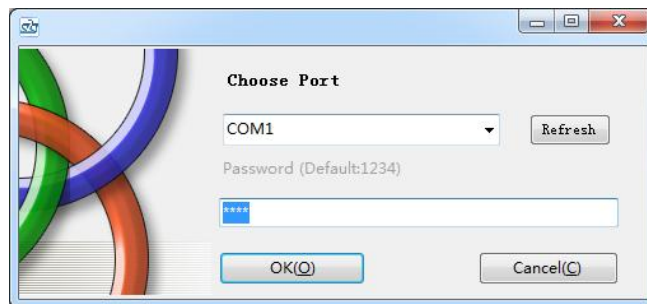 Choose Port
COM1
Refresh
Password (Default:1234)
****
OK(O)
Cancel(C)